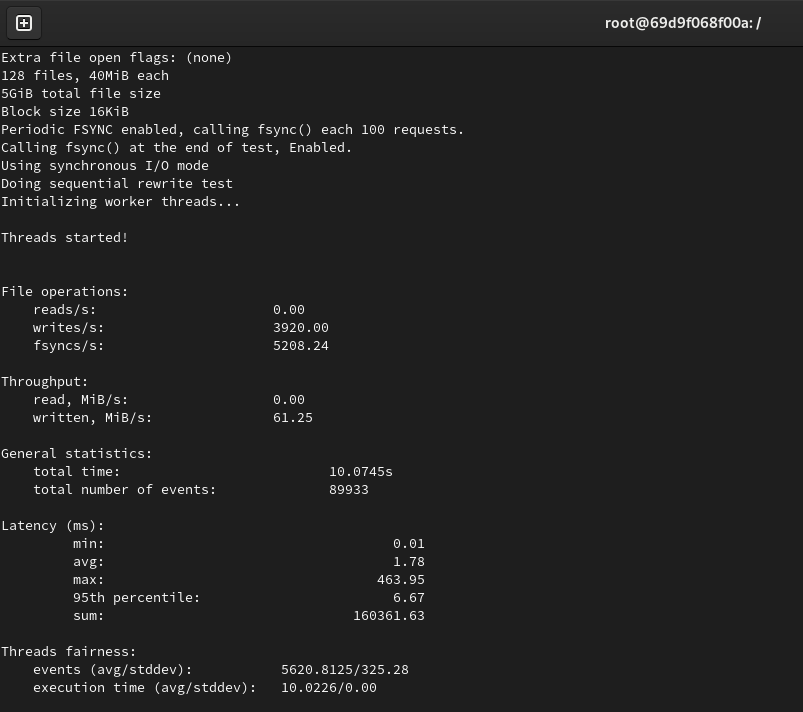 root@69d9f068f00a: /
Extra file open flags: (none)
128 files, 40MiB each
5GiB total file size
Block size 16KiB
Periodic FSYNC enabled, calling fsync() each 100 requests.
Calling fsync() at the end of test, Enabled.
Using synchronous I/O mode
Doing sequential rewrite test
Initializing worker threads...
Threads started!
File operations:
reads/s: 0.00
writes/s: 3920.00
fsyncs/s: 5208.24
Throughput:
read, MiB/s: 0.00
written, MiB/s: 61.25
General statistics:
total time: 10.0745s
total number of events: 89933
Latency (ms):
min: 0.01
avg: 1.78
max: 463.95
95th percentile: 6.67
sum: 160361.63
Threads fairness:
events (avg/stddev): 5620.8125/325.28
execution time (avg/stddev): 10.0226/0.00